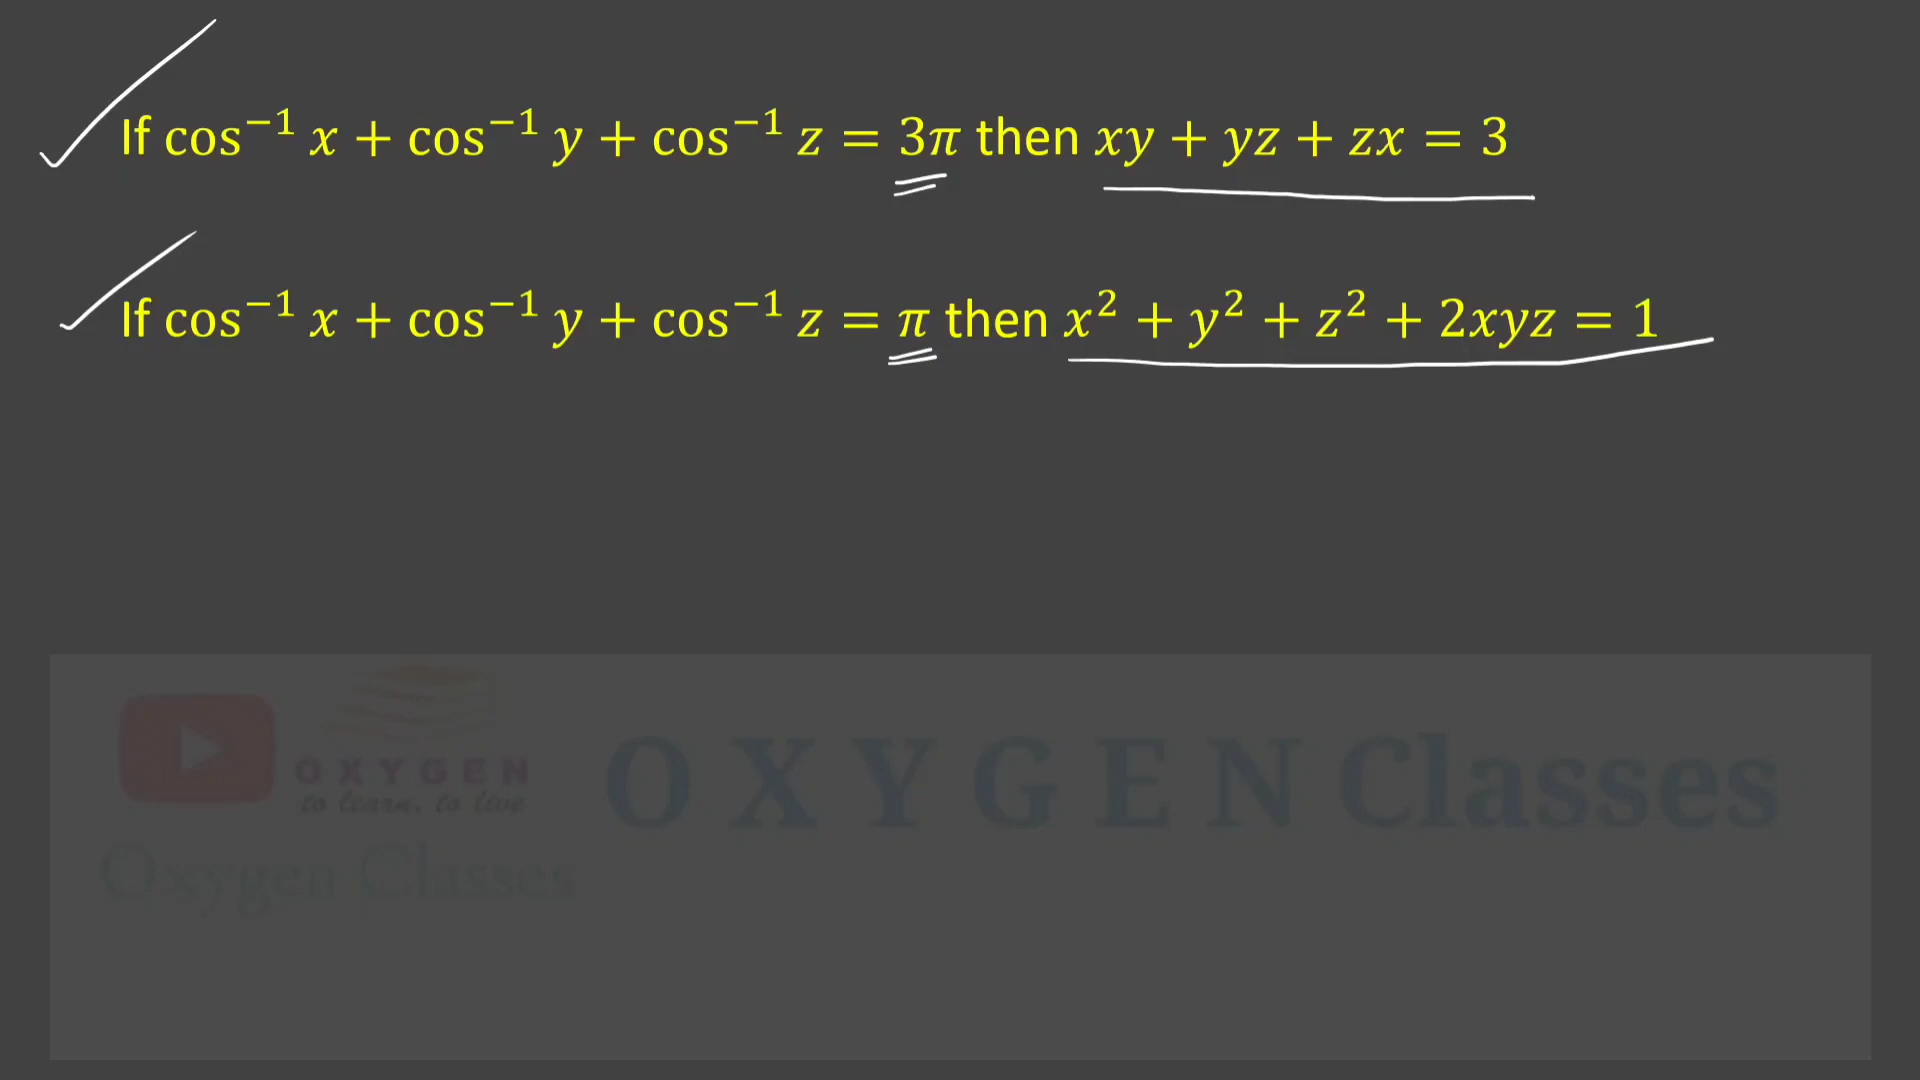 If cos⁻¹ x + cos⁻¹ y + cos⁻¹ z = 3π then xy + yz + zx = 3
If cos⁻¹ x + cos⁻¹ y + cos⁻¹ z = π then x² + y² + z² + 2xyz = 1
OXYGEN
to learn, to live
Oxygen Classes
OXYGEN Classes